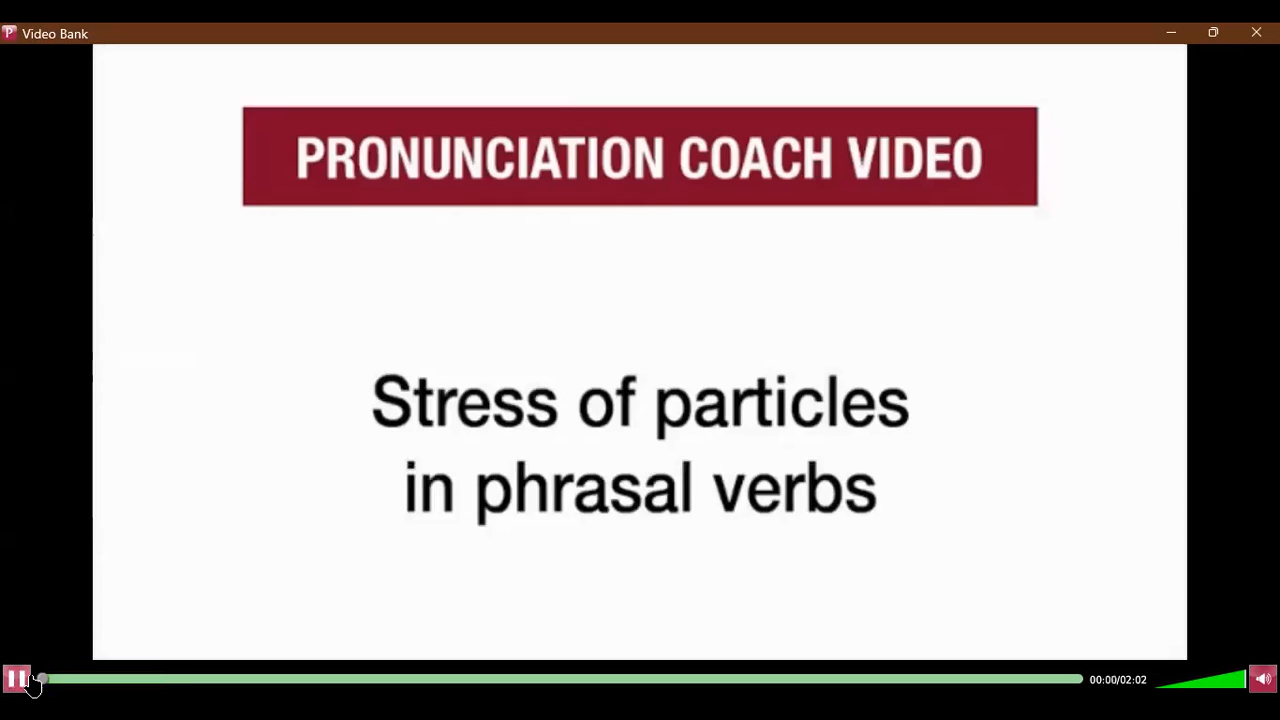 P Video Bank
PRONUNCIATION COACH VIDEO
Stress of particles
in phrasal verbs
00:00/02:02